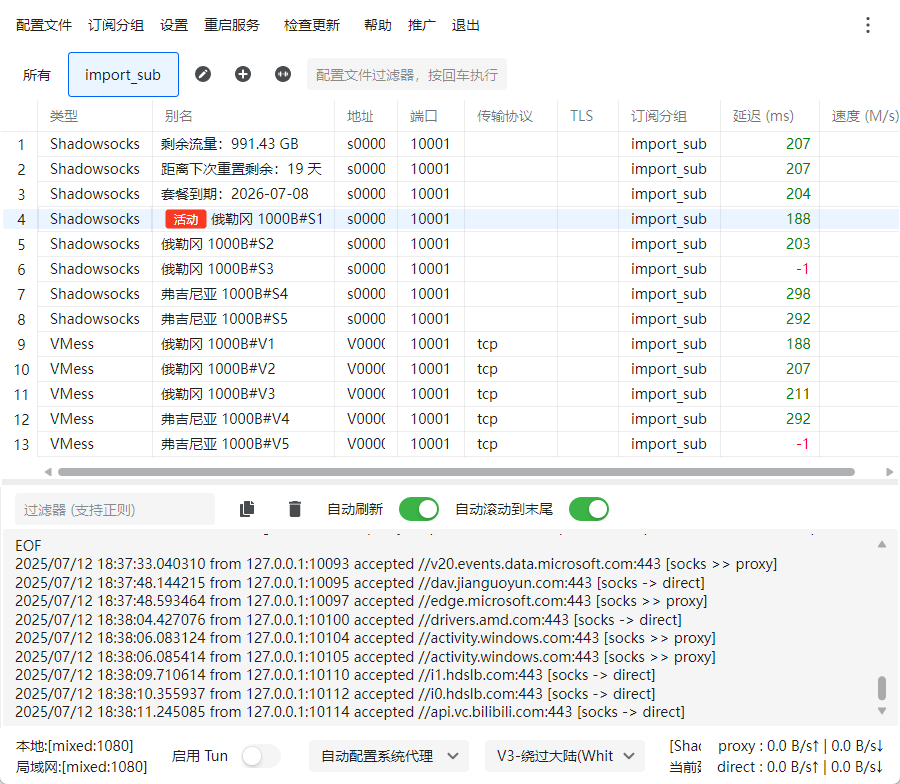 配置文件 订阅分组 设置 重启服务 检查更新 帮助 推广 退出
所有 import_sub 配置文件过滤器，按回车执行
类型 别名 地址 端口 传输协议 TLS 订阅分组 延迟 (ms) 速度 (M/s)
1 Shadowsocks 剩余流量：991.43 GB s0000 10001 import_sub 207
2 Shadowsocks 距离下次重置剩余：19 天 s0000 10001 import_sub 207
3 Shadowsocks 套餐到期：2026-07-08 s0000 10001 import_sub 204
4 Shadowsocks 活动 俄勒冈 1000B#S1 s0000 10001 import_sub 188
5 Shadowsocks 俄勒冈 1000B#S2 s0000 10001 import_sub 203
6 Shadowsocks 俄勒冈 1000B#S3 s0000 10001 import_sub -1
7 Shadowsocks 弗吉尼亚 1000B#S4 s0000 10001 import_sub 298
8 Shadowsocks 弗吉尼亚 1000B#S5 s0000 10001 import_sub 292
9 VMess 俄勒冈 1000B#V1 V000 10001 tcp import_sub 188
10 VMess 俄勒冈 1000B#V2 V000 10001 tcp import_sub 207
11 VMess 俄勒冈 1000B#V3 V000 10001 tcp import_sub 211
12 VMess 弗吉尼亚 1000B#V4 V000 10001 tcp import_sub 292
13 VMess 弗吉尼亚 1000B#V5 V000 10001 tcp import_sub -1
过滤器 (支持正则) 自动刷新 自动滚动到末尾
EOF
2025/07/12 18:37:33.040310 from 127.0.0.1:10093 accepted //v20.events.data.microsoft.com:443 [socks >> proxy]
2025/07/12 18:37:48.144215 from 127.0.0.1:10095 accepted //dav.jianguoyun.com:443 [socks -> direct]
2025/07/12 18:37:48.593464 from 127.0.0.1:10097 accepted //edge.microsoft.com:443 [socks >> proxy]
2025/07/12 18:38:04.427076 from 127.0.0.1:10100 accepted //drivers.amd.com:443 [socks -> direct]
2025/07/12 18:38:06.083124 from 127.0.0.1:10104 accepted //activity.windows.com:443 [socks >> proxy]
2025/07/12 18:38:06.085414 from 127.0.0.1:10105 accepted //activity.windows.com:443 [socks >> proxy]
2025/07/12 18:38:09.710614 from 127.0.0.1:10110 accepted //i1.hdslb.com:443 [socks -> direct]
2025/07/12 18:38:10.355937 from 127.0.0.1:10112 accepted //i0.hdslb.com:443 [socks -> direct]
2025/07/12 18:38:11.245085 from 127.0.0.1:10114 accepted //api.vc.bilibili.com:443 [socks -> direct]
本地:[mixed:1080] 启用 Tun 自动配置系统代理 V3-绕过大陆(Whit [Shac proxy : 0.0 B/s↑ | 0.0 B/s↓
局域网:[mixed:1080] 当前 direct : 0.0 B/s↑ | 0.0 B/s↓